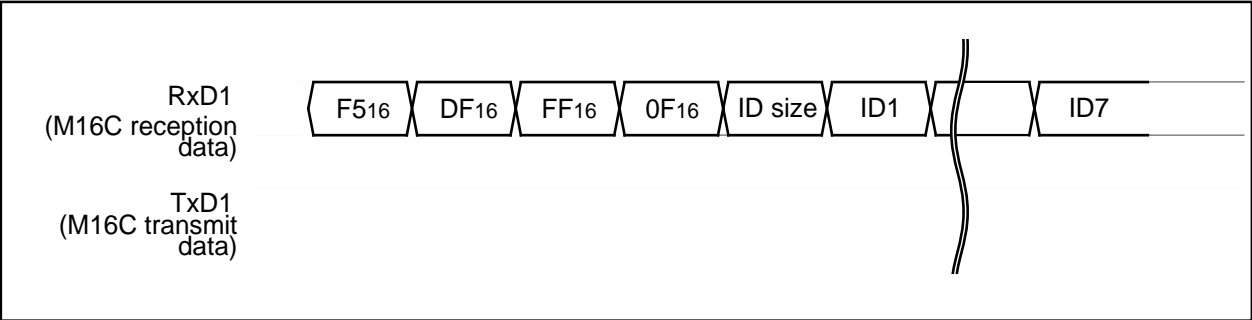 RxD1
(M16C reception
data)
F516 DF16 FF16 0F16 ID size ID1 ID7
TxD1
(M16C transmit
data)